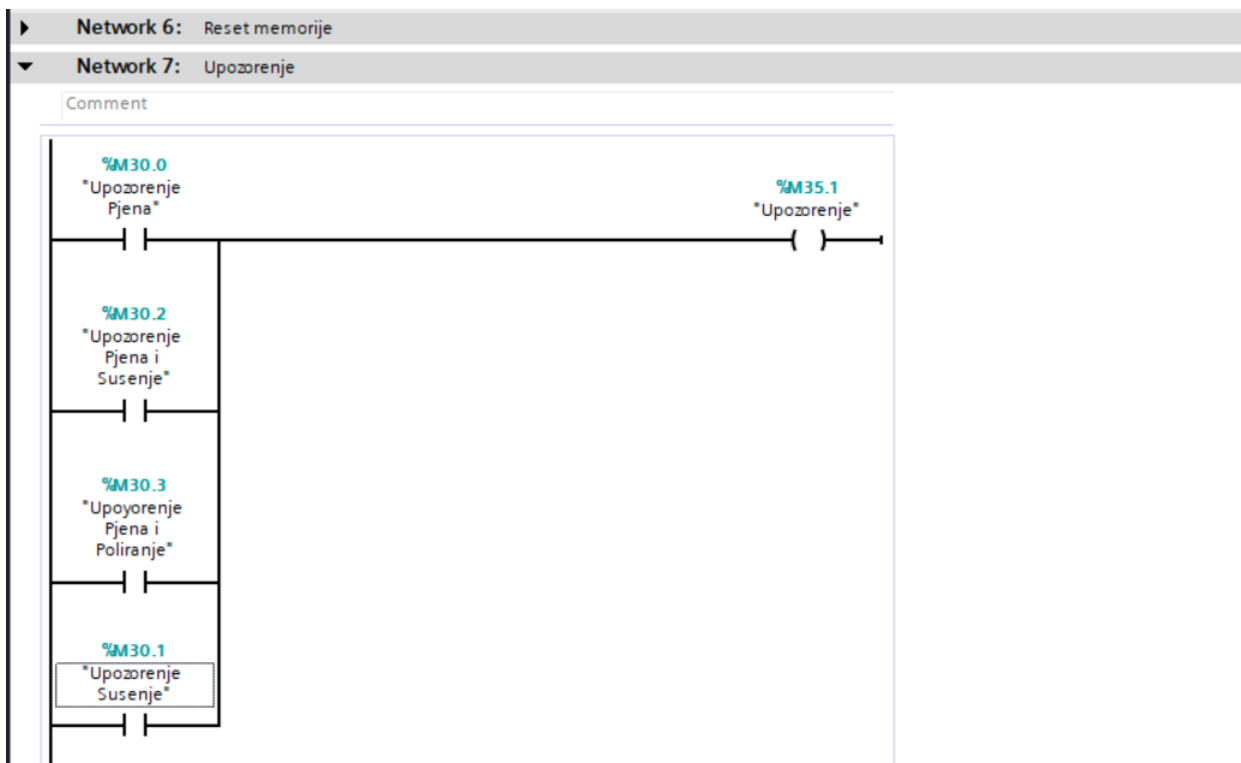 Network 6: Reset memorije
Network 7: Upozorenje
Comment
%M30.0
"Upozorenje
Pjena"
%M35.1
"Upozorenje"
%M30.2
"Upozorenje
Pjena i
Susenje"
%M30.3
"Upoyorenje
Pjena i
Poliranje"
%M30.1
"Upozorenje
Susenje"